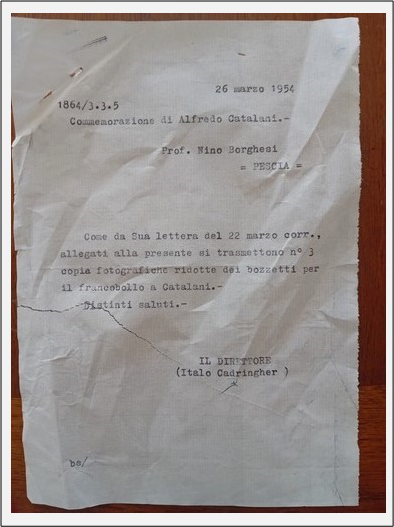 26 marzo 1954
1864/3.3.5
Commemorazione di Alfredo Catalani.-
Prof. Nino Borghesi
= PESCIA =
Come da Sua lettera del 22 marzo corr.,
allegati alla presente si trasmettono n° 3
copia fotografiche ridotte dei bozzetti per
il francobollo a Catalani.-
Distinti saluti.-
IL DIRETTORE
(Italo Cadringher )
be/